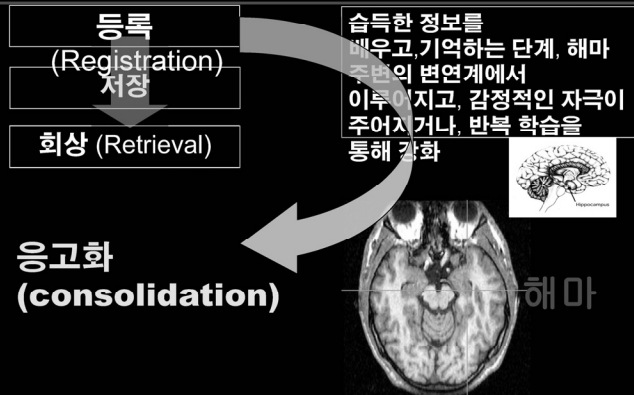 등록
(Registration)
저장
회상 (Retrieval)
습득한 정보를
배우고,기억하는 단계, 해마
주변의 변연계에서
이루어지고, 감정적인 자극이
주어지거나, 반복 학습을
통해 강화
Hippocampus
응고화
(consolidation)
해마